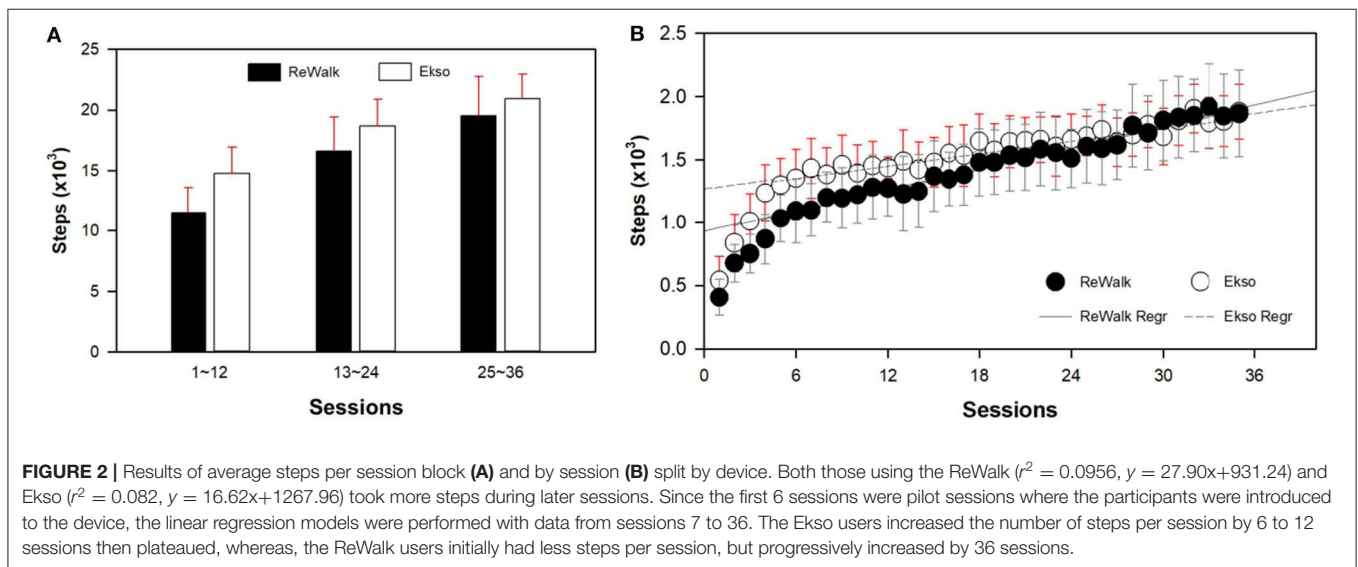 A
B
25
20
15
10
5
0
Steps (x10³)
ReWalk
Ekso
1~12
13~24
25~36
Sessions
2.5
2.0
1.5
1.0
0.5
0.0
Steps (x10³)
ReWalk
Ekso
ReWalk Regr
Ekso Regr
0
6
12
18
24
30
36
Sessions
FIGURE 2 | Results of average steps per session block (A) and by session (B) split by device. Both those using the ReWalk (r² = 0.0956, y = 27.90x+931.24) and
Ekso (r² = 0.082, y = 16.62x+1267.96) took more steps during later sessions. Since the first 6 sessions were pilot sessions where the participants were introduced
to the device, the linear regression models were performed with data from sessions 7 to 36. The Ekso users increased the number of steps per session by 6 to 12
sessions then plateaued, whereas, the ReWalk users initially had less steps per session, but progressively increased by 36 sessions.